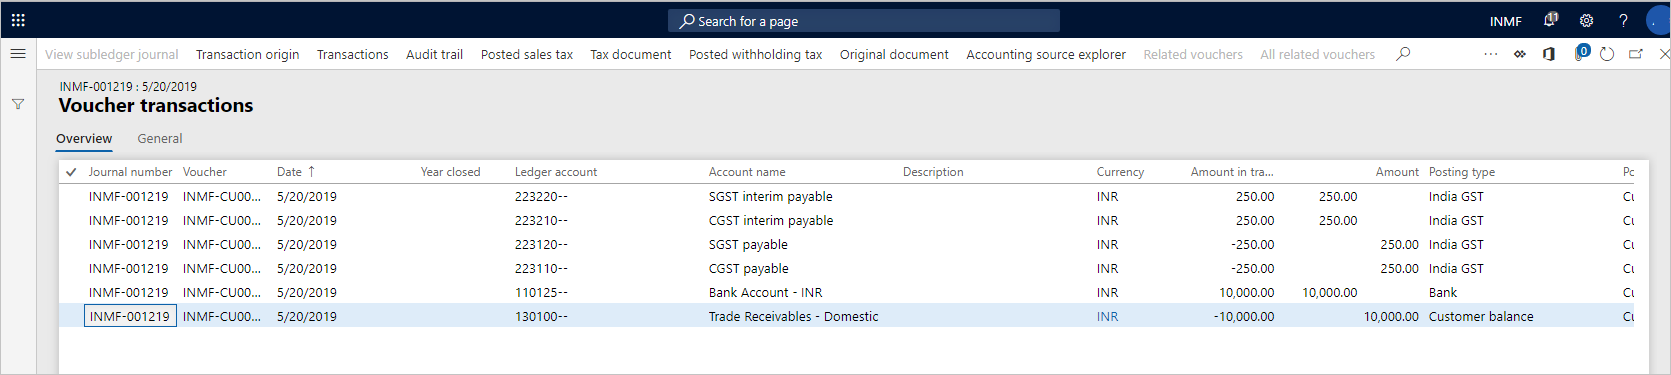 Search for a page INMF 11 ?
View subledger journal Transaction origin Transactions Audit trail Posted sales tax Tax document Posted withholding tax Original document Accounting source explorer Related vouchers All related vouchers ... 0
INMF-001219 : 5/20/2019
Voucher transactions
Overview General
Journal number Voucher Date ↑ Year closed Ledger account Account name Description Currency Amount in tra... Amount Posting type Pc
INMF-001219 INMF-CU00... 5/20/2019 223220-- SGST interim payable INR 250.00 250.00 India GST Cu
INMF-001219 INMF-CU00... 5/20/2019 223210-- CGST interim payable INR 250.00 250.00 India GST Cu
INMF-001219 INMF-CU00... 5/20/2019 223120-- SGST payable INR -250.00 250.00 India GST Cu
INMF-001219 INMF-CU00... 5/20/2019 223110-- CGST payable INR -250.00 250.00 India GST Cu
INMF-001219 INMF-CU00... 5/20/2019 110125-- Bank Account - INR INR 10,000.00 10,000.00 Bank Cu
INMF-001219 INMF-CU00... 5/20/2019 130100-- Trade Receivables - Domestic INR -10,000.00 10,000.00 Customer balance Cu